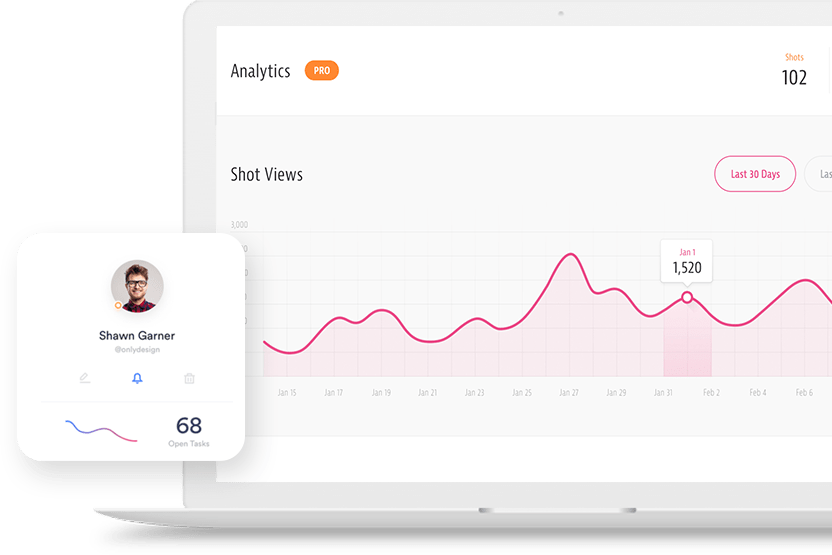 Analytics
PRO
Shots
102
Shot Views
Last 30 Days
Las
3,000
Jan 1
1,520
Shawn Garner
@onlydesign
68
Open Tasks
Jan 15
Jan 17
Jan 19
Jan 21
Jan 23
Jan 25
Jan 27
Jan 29
Jan 31
Feb 2
Feb 4
Feb 6